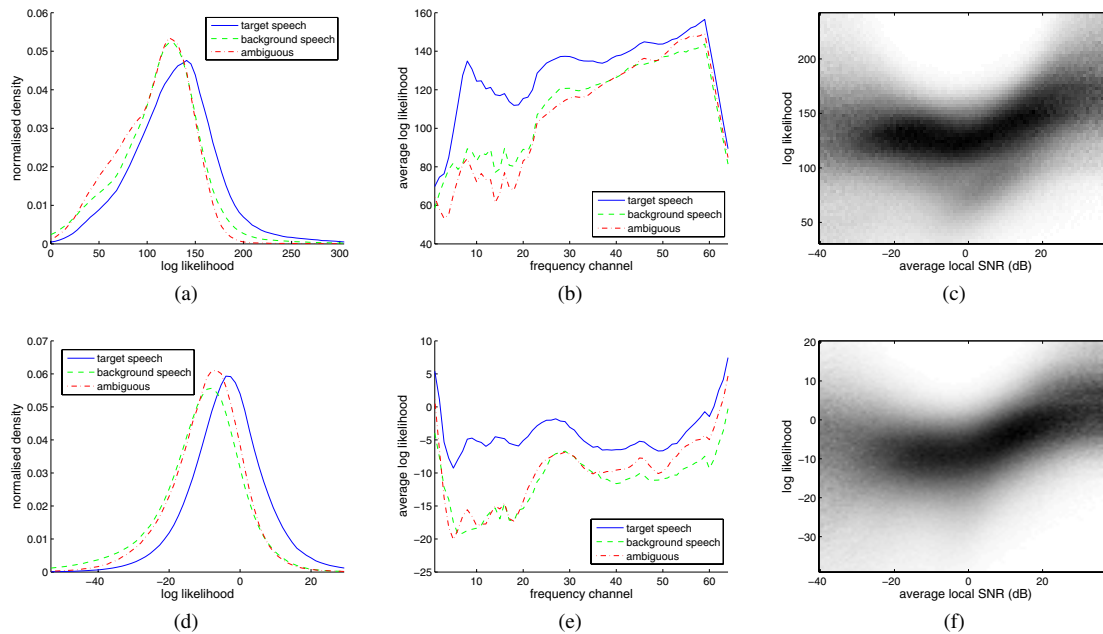 0.06
0.05
0.04
0.03
0.02
0.01
0
normalised density
0 50 100 150 200 250 300
log likelihood
target speech
background speech
ambiguous
(a)
160
140
120
100
80
60
40
average log likelihood
10 20 30 40 50 60
frequency channel
target speech
background speech
ambiguous
(b)
200
150
100
50
log likelihood
−40 −20 0 20
average local SNR (dB)
(c)
0.07
0.06
0.05
0.04
0.03
0.02
0.01
0
normalised density
−40 −20 0 20
log likelihood
target speech
background speech
ambiguous
(d)
10
5
0
−5
−10
−15
−20
−25
average log likelihood
10 20 30 40 50 60
frequency channel
target speech
background speech
ambiguous
(e)
20
10
0
−10
−20
−30
log likelihood
−40 −20 0 20
average local SNR (dB)
(f)